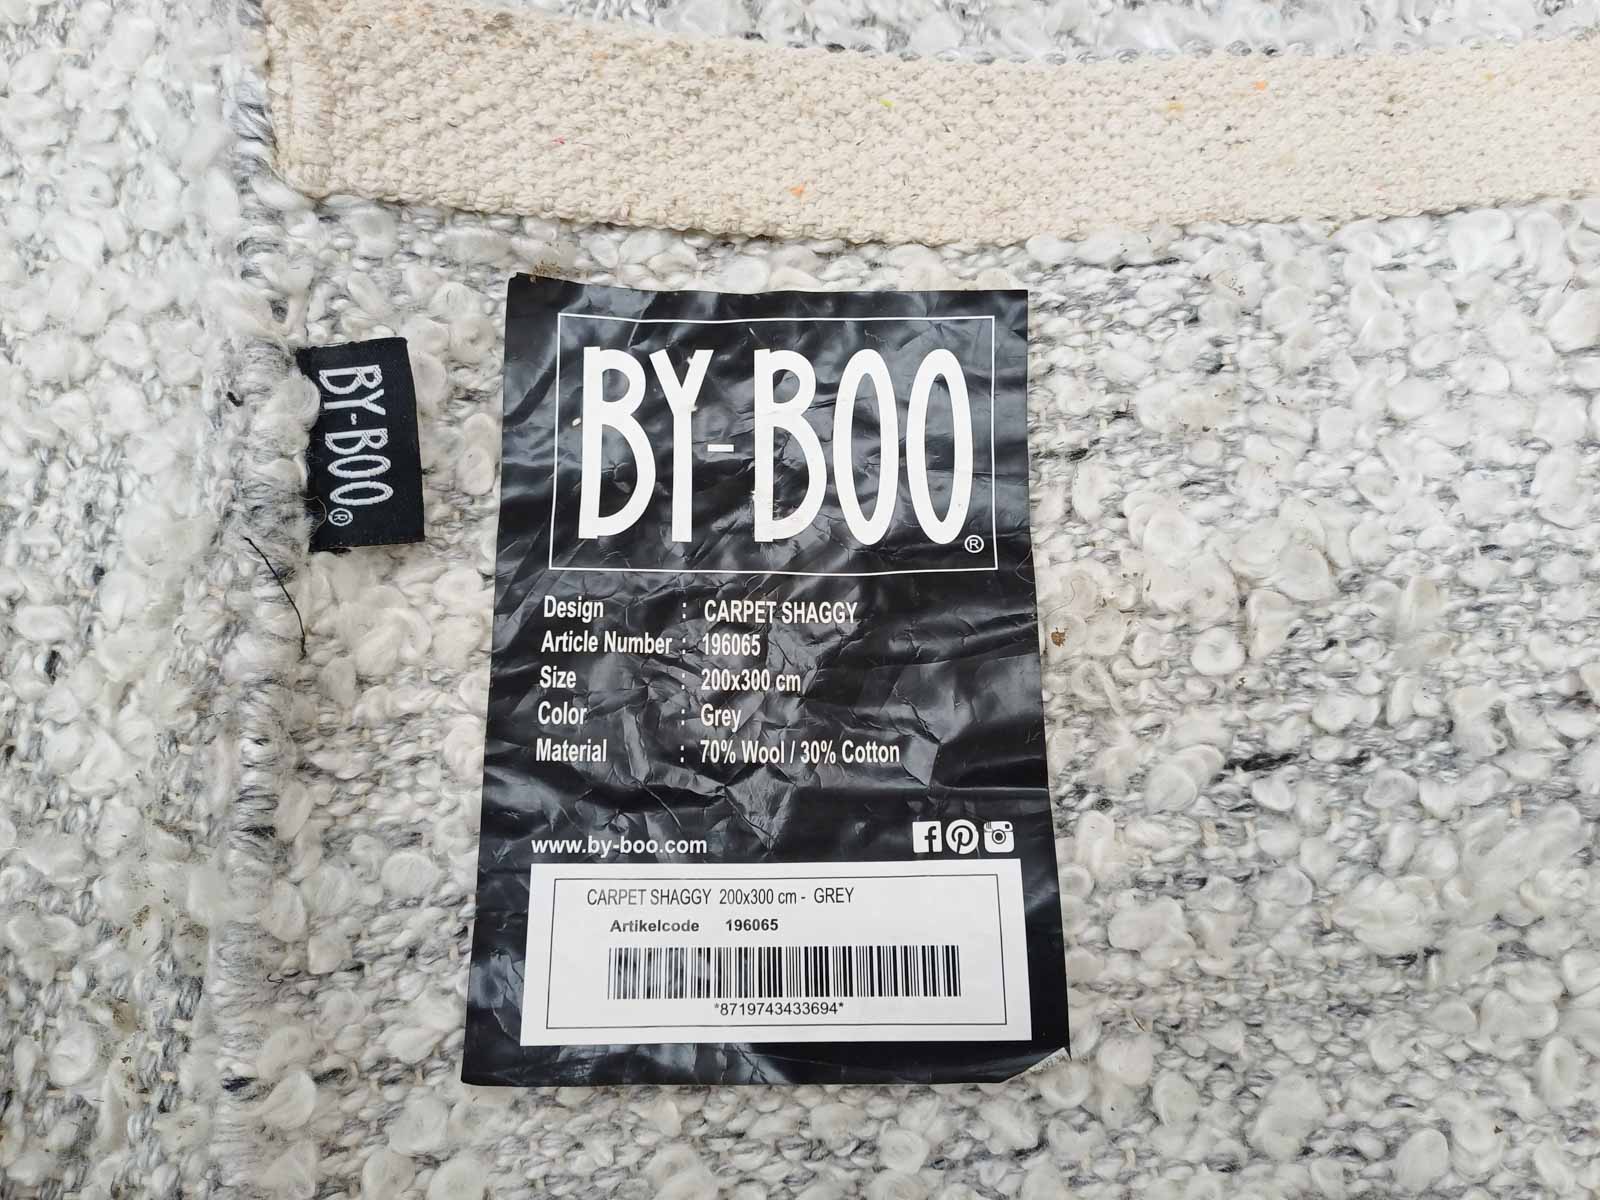 BY-BOO®
BY-BOO®
Design : CARPET SHAGGY
Article Number : 196065
Size : 200x300 cm
Color : Grey
Material : 70% Wool / 30% Cotton
www.by-boo.com
CARPET SHAGGY 200x300 cm - GREY
Artikelcode 196065
*8719743433694*